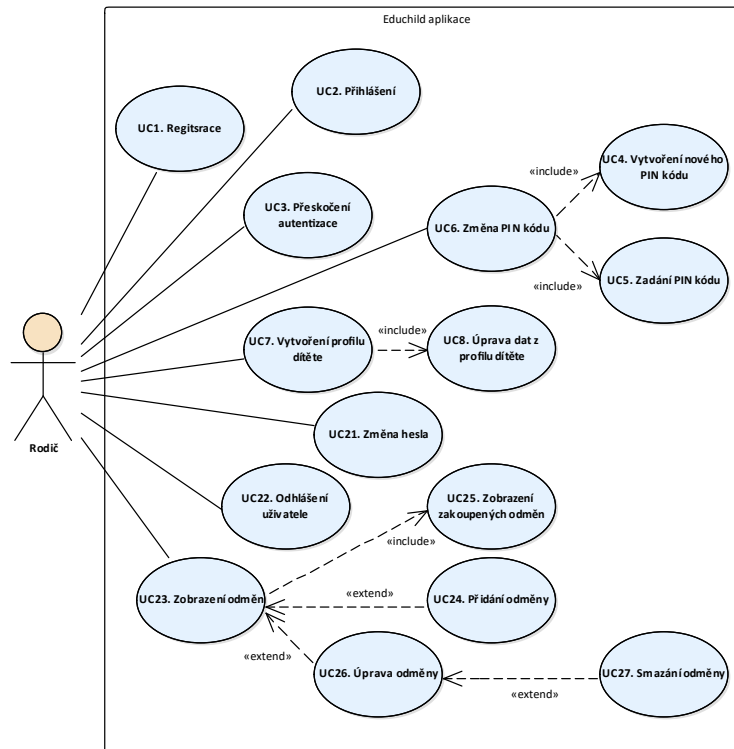 Educhild aplikace
UC2. Přihlášení
UC1. Regitsrace
UC4. Vytvoření nového
PIN kódu
«include»
UC3. Přeskočení
autentizace
UC6. Změna PIN kódu
UC5. Zadání PIN kódu
«include»
UC7. Vytvoření profilu
dítěte
«include»
UC8. Úprava dat z
profilu dítěte
Rodič
UC21. Změna hesla
UC22. Odhlášení
uživatele
UC25. Zobrazení
zakoupených odměn
«include»
UC23. Zobrazení odměn
«extend»
UC24. Přidání odměny
«extend»
UC26. Úprava odměny
«extend»
UC27. Smazání odměny